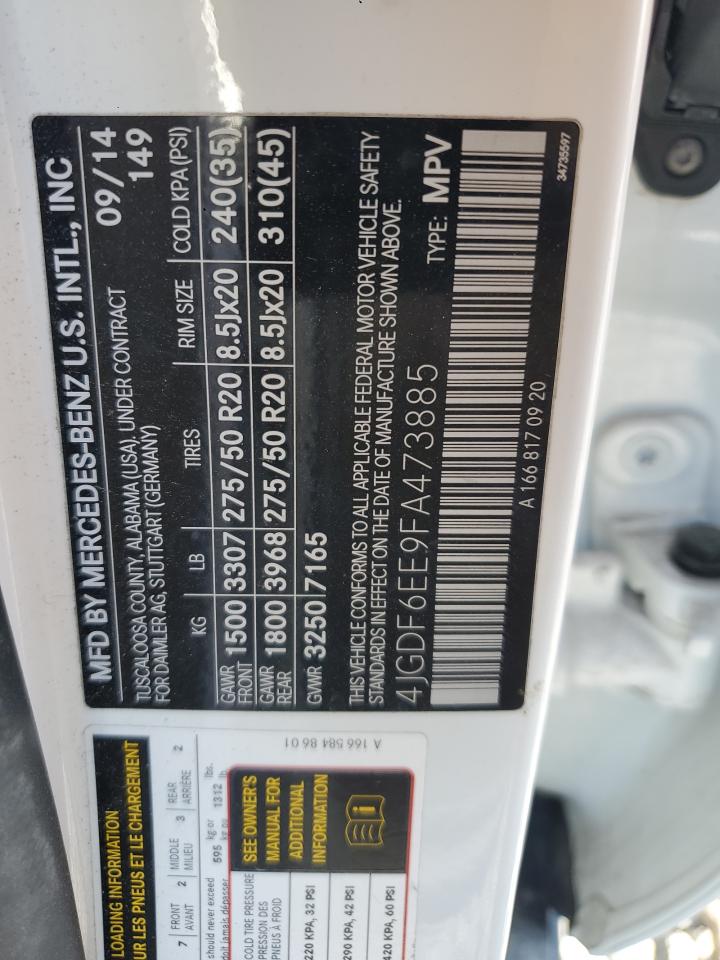 MFD BY MERCEDES-BENZ U.S. INTL., INC
TUSCALOOSA COUNTY, ALABAMA (USA), UNDER CONTRACT 09/14
FOR DAIMLER AG, STUTTGART (GERMANY) 149
KG LB TIRES RIM SIZE COLD KPA (PSI)
GAWR FRONT 1500 3307 275/50 R20 8.5Jx20 240(35)
GAWR REAR 1800 3968 275/50 R20 8.5Jx20 310(45)
GVWR 3250 7165
THIS VEHICLE CONFORMS TO ALL APPLICABLE FEDERAL MOTOR VEHICLE SAFETY
STANDARDS IN EFFECT ON THE DATE OF MANUFACTURE SHOWN ABOVE.
4JGDF6EE9FA473885 TYPE: MPV
A 166 817 09 20 34735597
LOADING INFORMATION
UR LES PNEUS ET LE CHARGEMENT
7 FRONT 2 MIDDLE 3 REAR 2
AVANT MILIEU ARRIÈRE
should never exceed 595 kg or 1312 lbs.
doit jamais dépasser kg ou lb
COLD TIRE PRESSURE
PRESSION DES
PNEUS À FROID
220 KPA, 32 PSI
290 KPA, 42 PSI
420 KPA, 60 PSI
SEE OWNER'S
MANUAL FOR
ADDITIONAL
INFORMATION
i
A 166 584 86 01